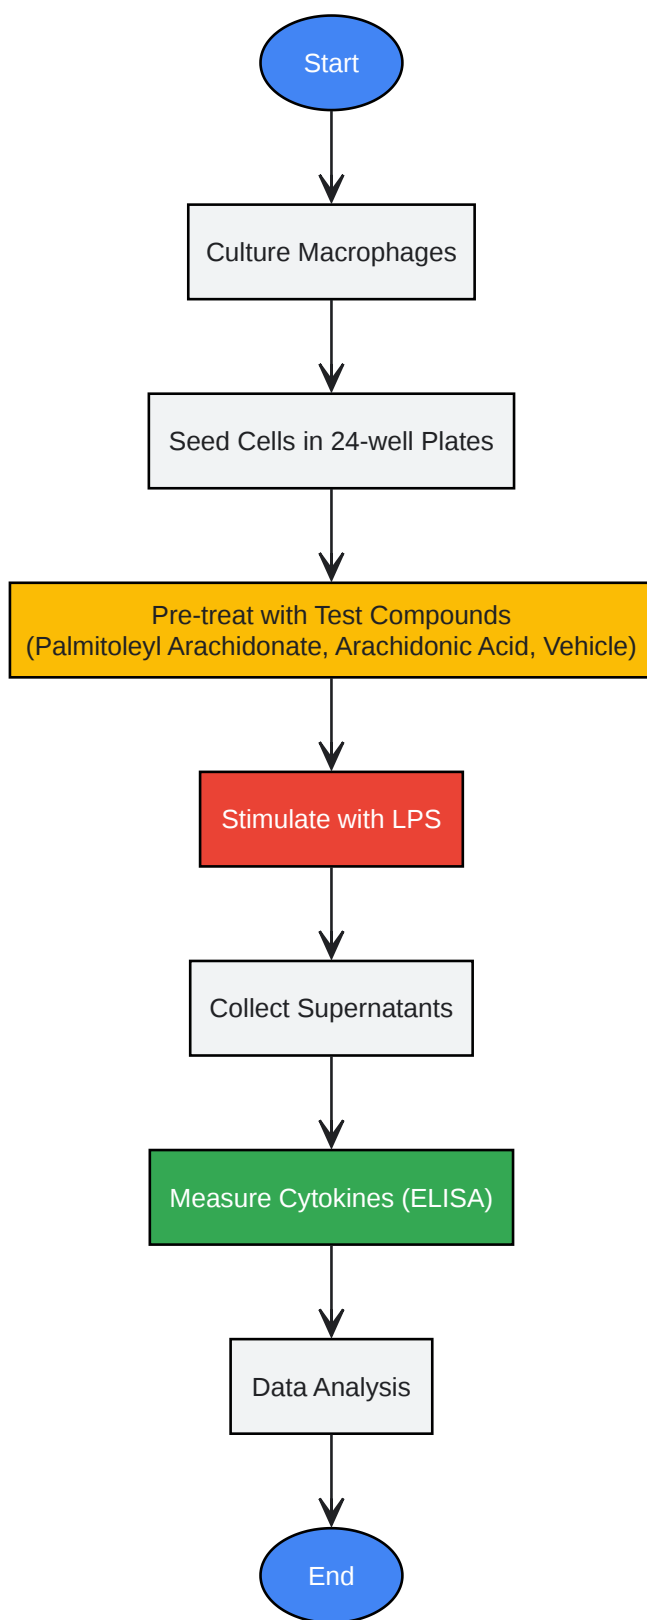 Start
Culture Macrophages
Seed Cells in 24-well Plates
Pre-treat with Test Compounds
(Palmitoleyl Arachidonate, Arachidonic Acid, Vehicle)
Stimulate with LPS
Collect Supernatants
Measure Cytokines (ELISA)
Data Analysis
End